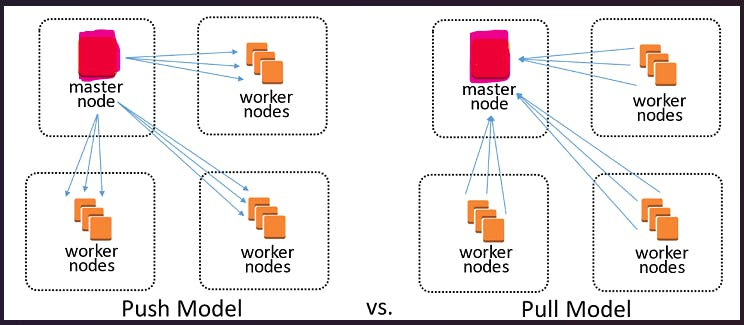 master
node
worker
nodes
worker
nodes
worker
nodes
Push Model
vs.
master
node
worker
nodes
worker
nodes
worker
nodes
Pull Model